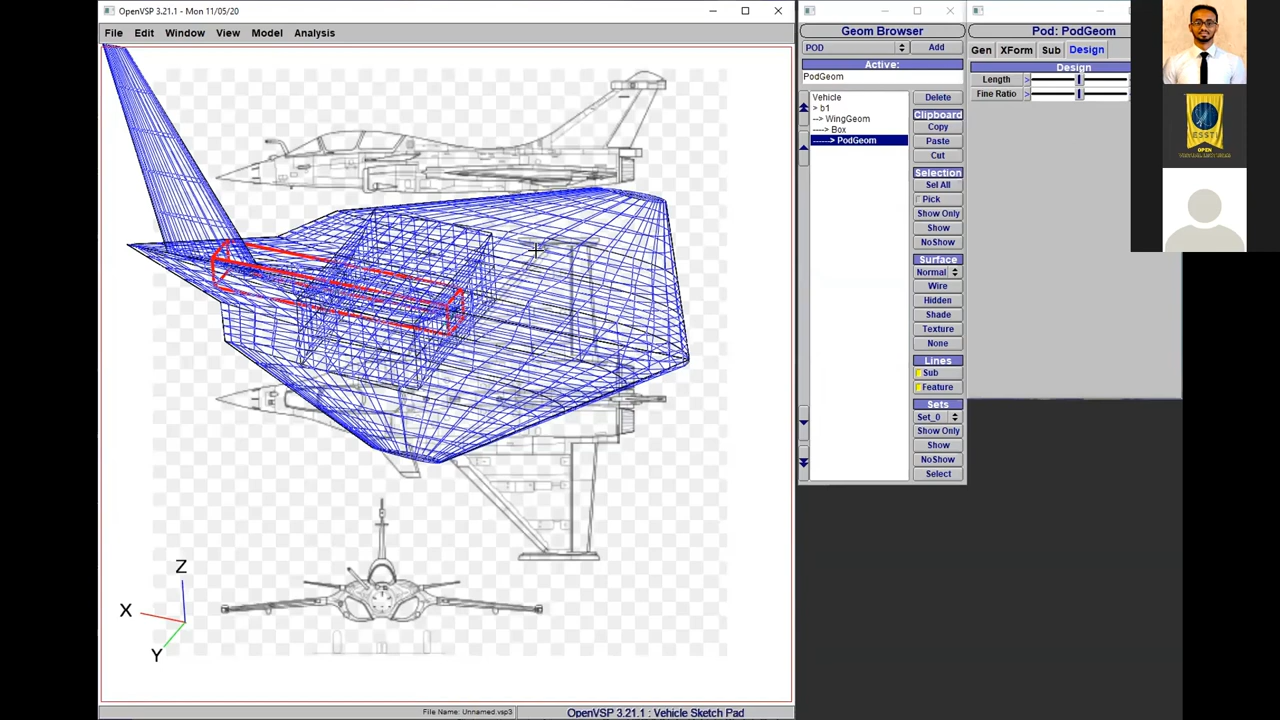 OpenVSP 3.21.1 - Mon 11/05/20
File Edit Window View Model Analysis
X
Y
Z
File Name: Unnamed.vsp3
OpenVSP 3.21.1 : Vehicle Sketch Pad
Geom Browser
POD
Add
Active:
PodGeom
Vehicle
> b1
--> WingGeom
----> Box
------> PodGeom
Delete
Clipboard
Copy
Paste
Cut
Selection
Sel All
Pick
Show Only
Show
NoShow
Surface
Normal
Wire
Hidden
Shade
Texture
None
Lines
Sub
Feature
Sets
Set_0
Show Only
Show
NoShow
Select
Pod: PodGeom
Gen XForm Sub Design
Design
Length >
Fine Ratio >
ESSTI
OPEN